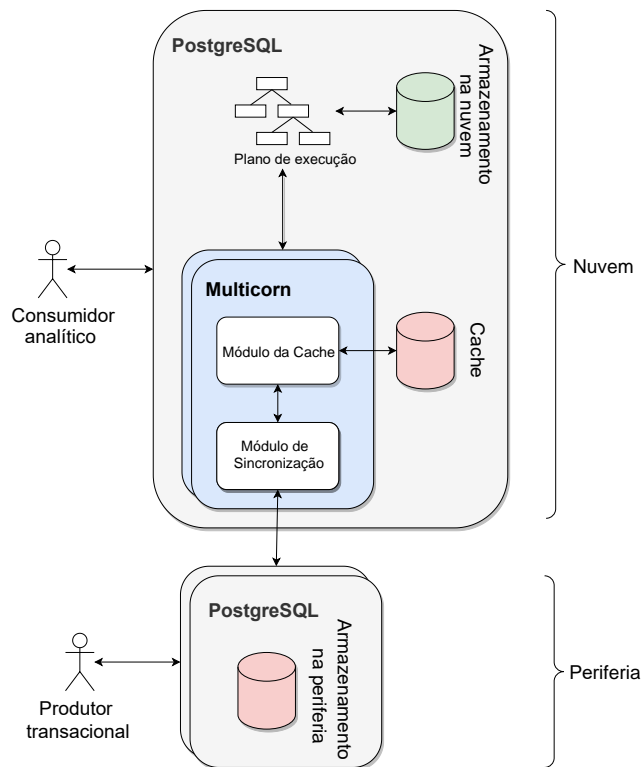 PostgreSQL
Armazenamento
na nuvem
Plano de execução
Nuvem
Consumidor
analítico
Multicorn
Módulo da Cache
Cache
Módulo de
Sincronização
PostgreSQL
Armazenamento
na periferia
Produtor
transacional
Periferia